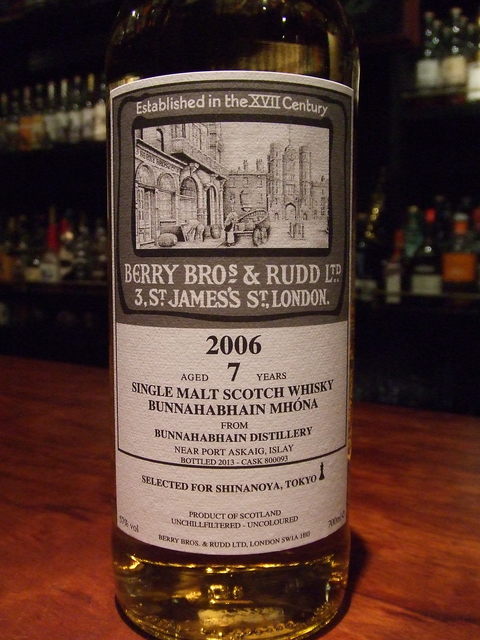 Established in the XVII Century
BERRY BROS & RUDD LTD
3, ST JAMES'S ST, LONDON.
2006
AGED 7 YEARS
SINGLE MALT SCOTCH WHISKY
BUNNAHABHAIN MHÓNA
FROM
BUNNAHABHAIN DISTILLERY
NEAR PORT ASKAIG, ISLAY
BOTTLED 2013 - CASK 800093
SELECTED FOR SHINANOYA, TOKYO
PRODUCT OF SCOTLAND
UNCHILLFILTERED - UNCOLOURED
vol
BERRY BROS. & RUDD LTD, LONDON SW1A 1BD